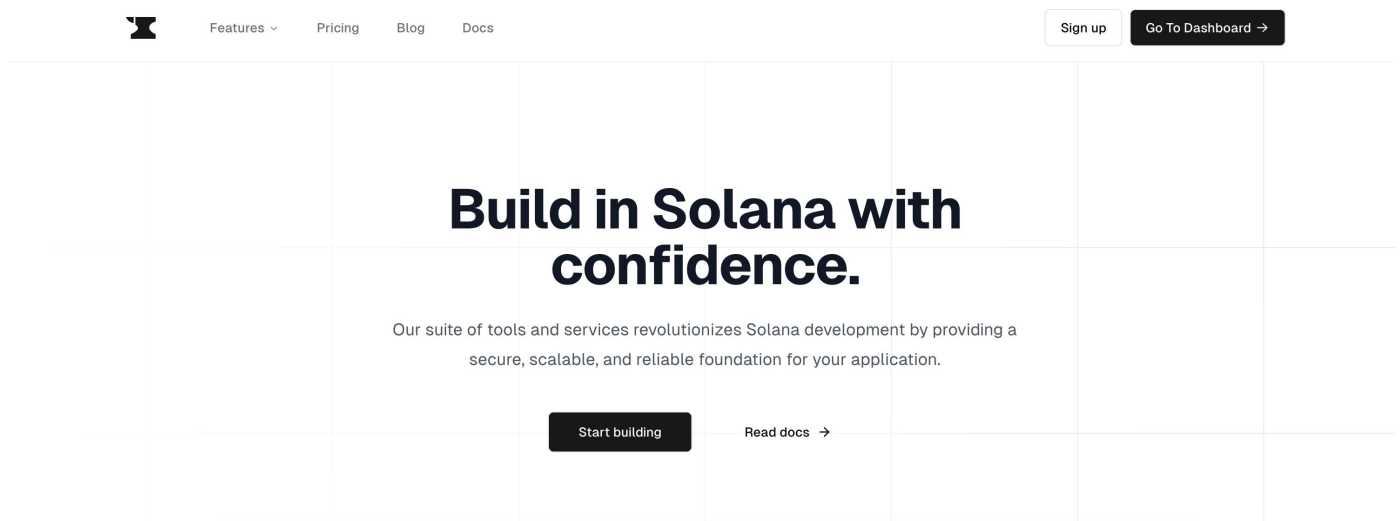 Features Pricing Blog Docs Sign up Go To Dashboard →
Build in Solana with
confidence.
Our suite of tools and services revolutionizes Solana development by providing a
secure, scalable, and reliable foundation for your application.
Start building Read docs →